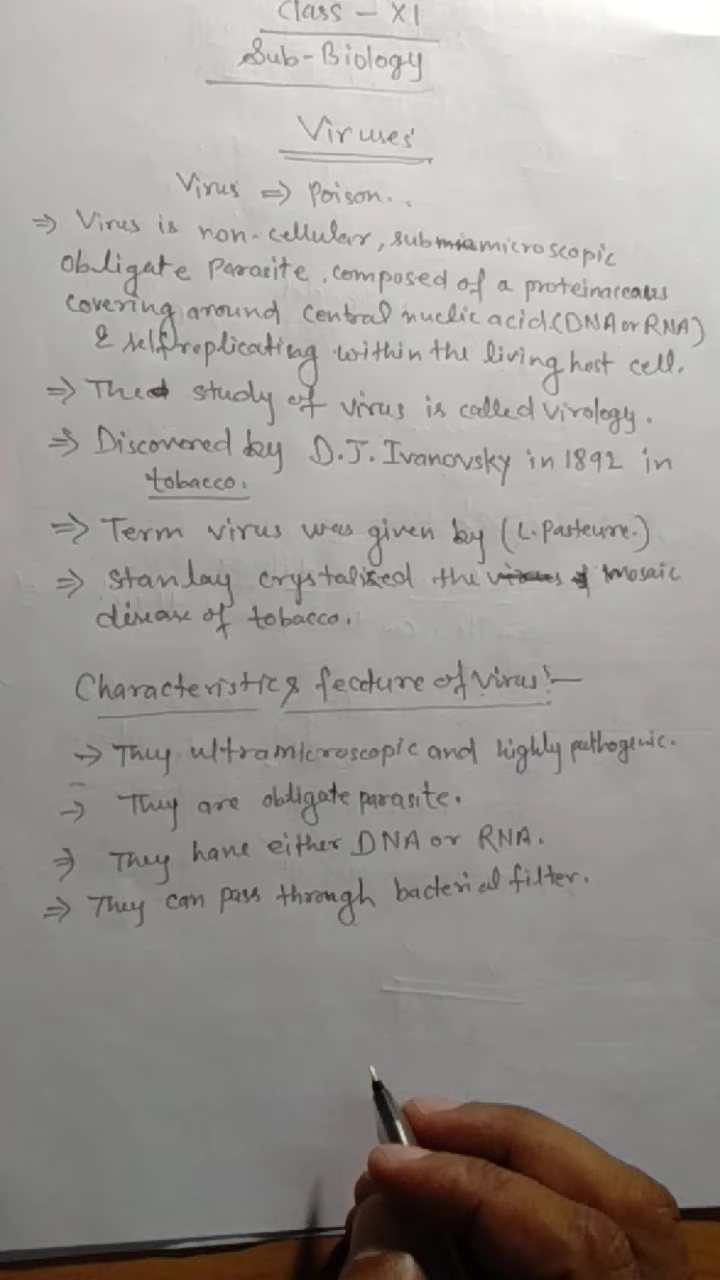 Class - XI
Sub-Biology
Viruses
Virus ⇒ Poison..
⇒ Virus is non-cellular, submicroscopic
obligate Parasite, composed of a proteinaceous
covering around central nuclic acid(DNA or RNA)
& self replicating within the living host cell.
⇒ The study of virus is called virology.
⇒ Discovered by D.J. Ivanovsky in 1892 in
tobacco.
⇒ Term virus was given by (L. Pasteure.)
⇒ Stanlay crystalized the mosaic
disease of tobacco.
Characteristics feature of virus:-
→ They ultramicroscopic and highly pathogenic.
→ They are obligate parasite.
⇒ They have either DNA or RNA.
⇒ They can pass through bacterial filter.